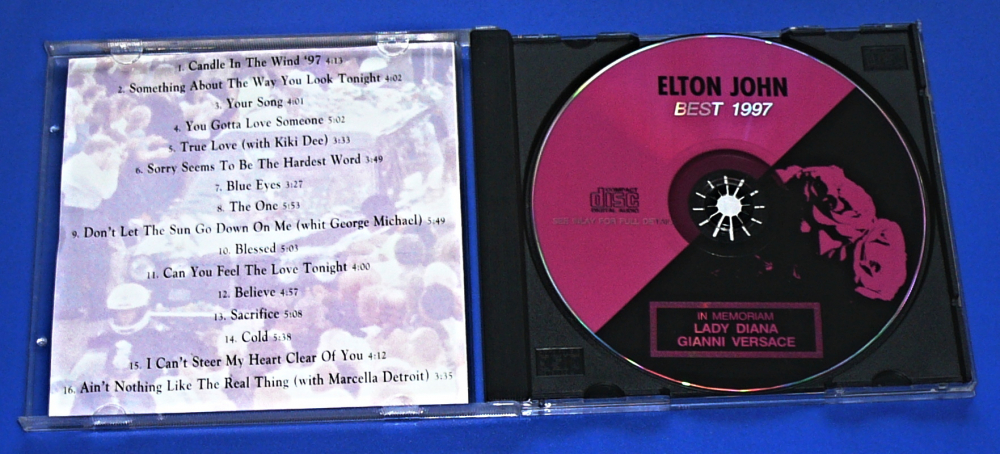 1. Candle In The Wind '97 4:13
2. Something About The Way You Look Tonight 4:02
3. Your Song 4:01
4. You Gotta Love Someone 5:02
5. True Love (with Kiki Dee) 3:33
6. Sorry Seems To Be The Hardest Word 3:49
7. Blue Eyes 3:27
8. The One 5:53
9. Don't Let The Sun Go Down On Me (whit George Michael) 5:49
10. Blessed 5:03
11. Can You Feel The Love Tonight 4:00
12. Believe 4:57
13. Sacrifice 5:08
14. Cold 5:38
15. I Can't Steer My Heart Clear Of You 4:12
16. Ain't Nothing Like The Real Thing (with Marcella Detroit) 3:35
ELTON JOHN
BEST 1997
COMPACT
disc
DIGITAL AUDIO
FOR FULL
IN MEMORIAM
LADY DIANA
GIANNI VERSACE